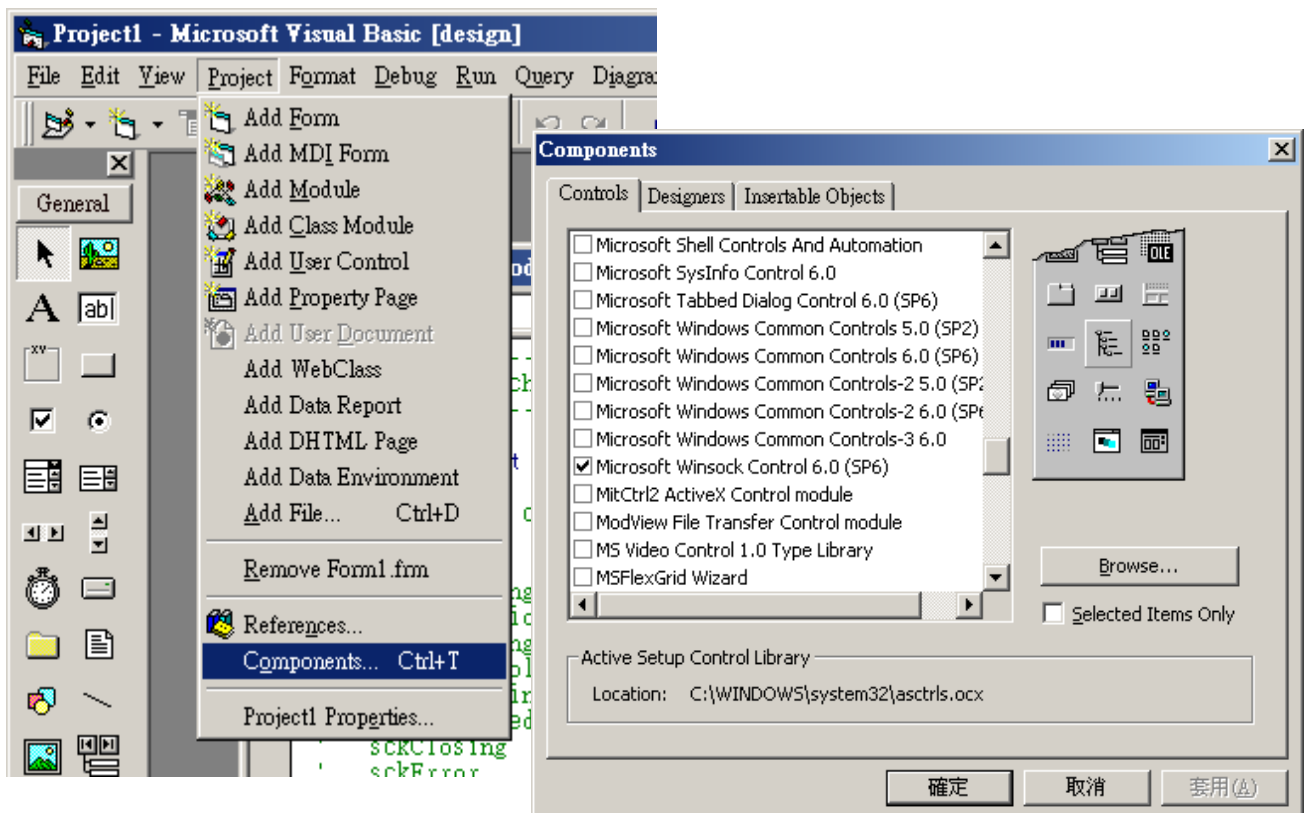 Project1 - Microsoft Visual Basic [design]
File Edit View Project Format Debug Run Query
General
A
abl
xv
Add Form
Add MDI Form
Add Module
Add Class Module
Add User Control
Add Property Page
Add User Document
Add WebClass
Add Data Report
Add DHTML Page
Add Data Environment
Add File... Ctrl+D
Remove Form1.frm
References...
Components... Ctrl+T
Project1 Properties...
' sckClosing
' sckError
Components
Controls Designers Insertable Objects
Microsoft Shell Controls And Automation
Microsoft SysInfo Control 6.0
Microsoft Tabbed Dialog Control 6.0 (SP6)
Microsoft Windows Common Controls 5.0 (SP2)
Microsoft Windows Common Controls 6.0 (SP6)
Microsoft Windows Common Controls-2 5.0 (SP2
Microsoft Windows Common Controls-2 6.0 (SP6
Microsoft Windows Common Controls-3 6.0
Microsoft Winsock Control 6.0 (SP6)
MitCtrl2 ActiveX Control module
ModView File Transfer Control module
MS Video Control 1.0 Type Library
MSFlexGrid Wizard
OLE
Browse...
Selected Items Only
Active Setup Control Library
Location: C:\WINDOWS\system32\asctrls.ocx
確定 取消 套用(A)